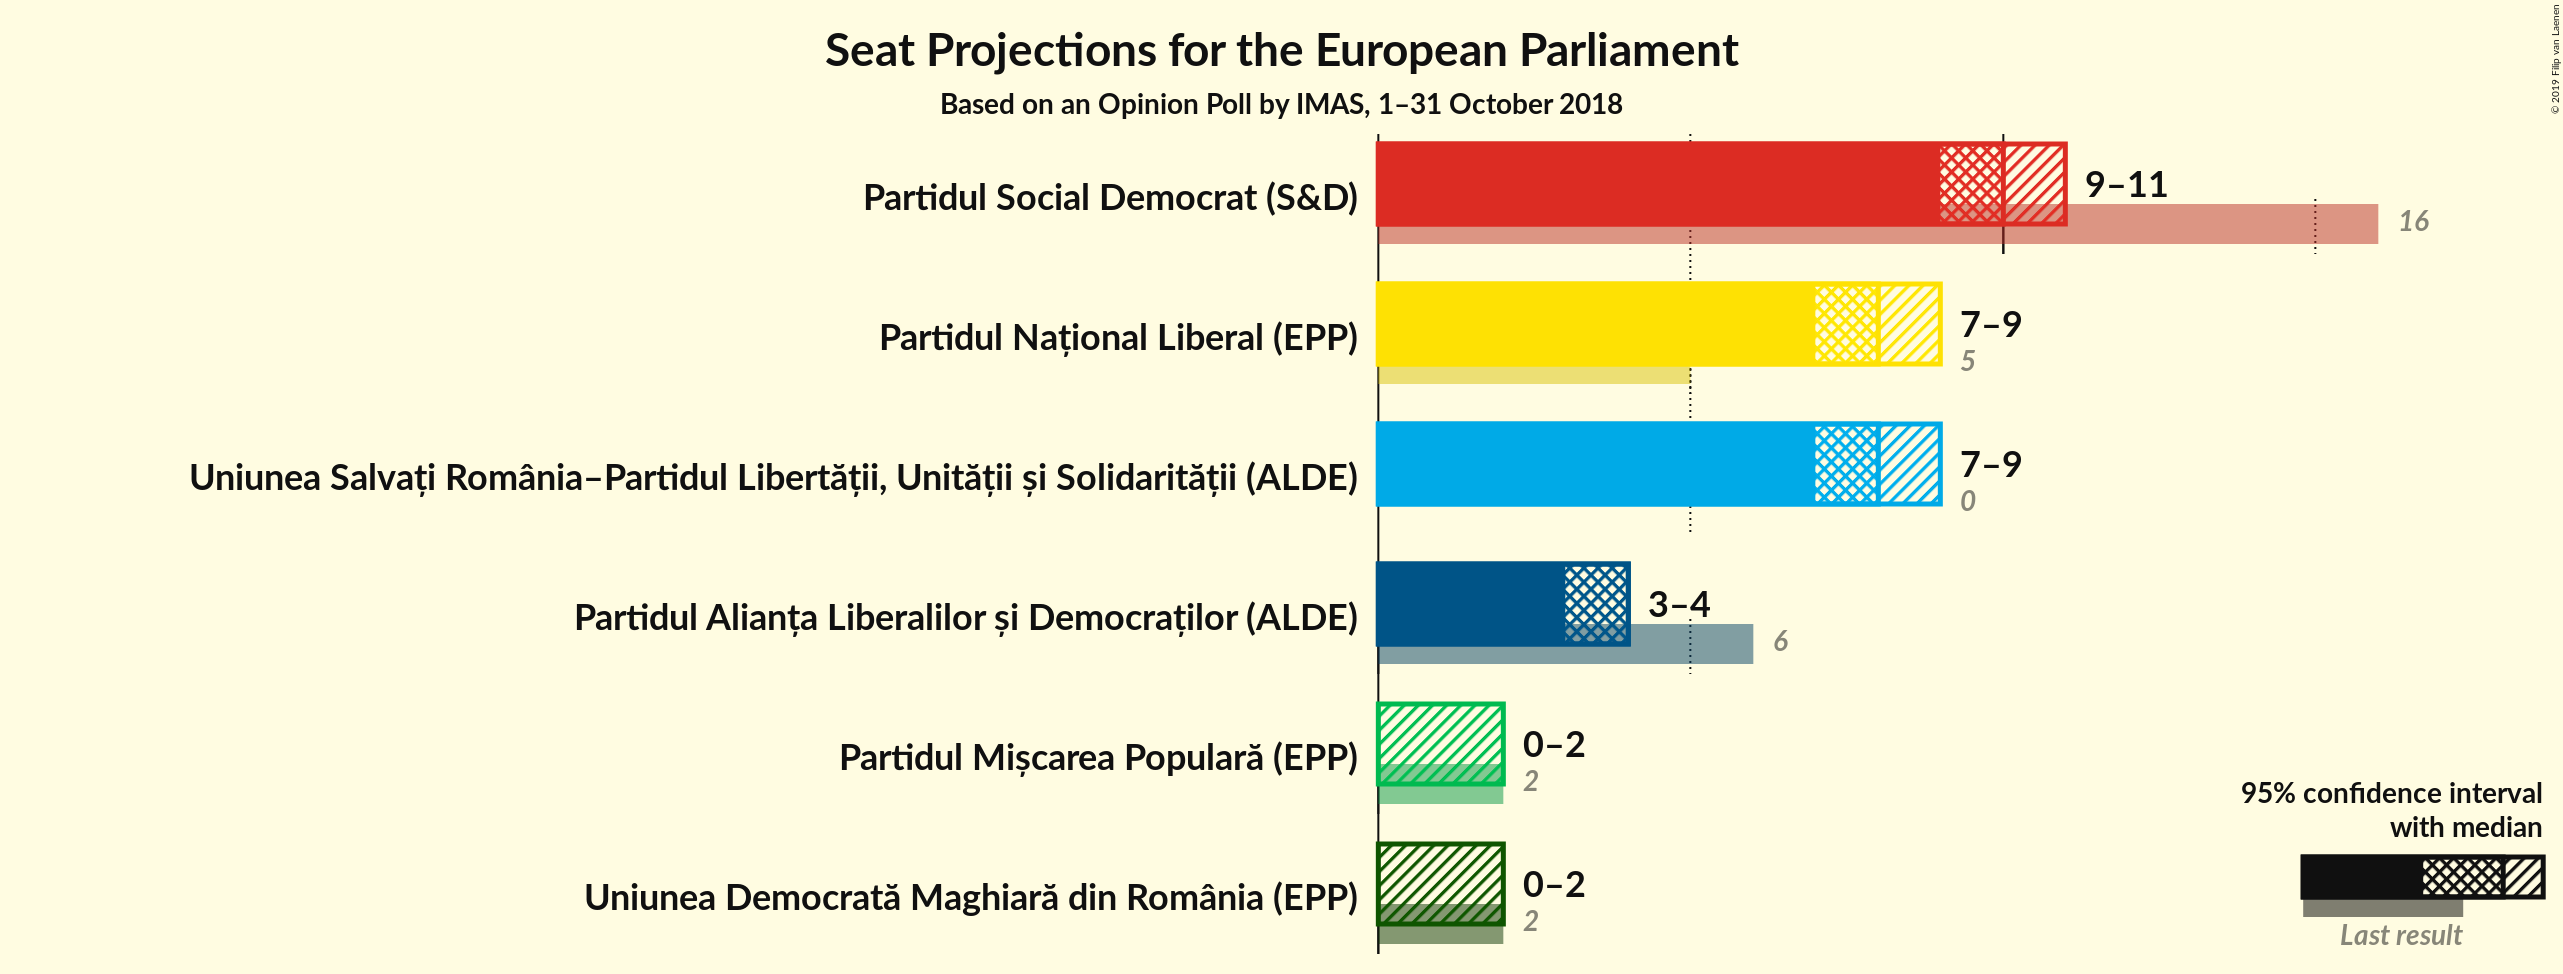 Seat Projections for the European Parliament
Based on an Opinion Poll by IMAS, 1–31 October 2018
© 2019 Filip van Laenen
Partidul Social Democrat (S&D)
9–11
16
Partidul Național Liberal (EPP)
7–9
5
Uniunea Salvați România–Partidul Libertății, Unității și Solidarității (ALDE)
7–9
0
Partidul Alianța Liberalilor și Democraților (ALDE)
3–4
6
Partidul Mișcarea Populară (EPP)
0–2
2
Uniunea Democrată Maghiară din România (EPP)
0–2
2
95% confidence interval
with median
Last result